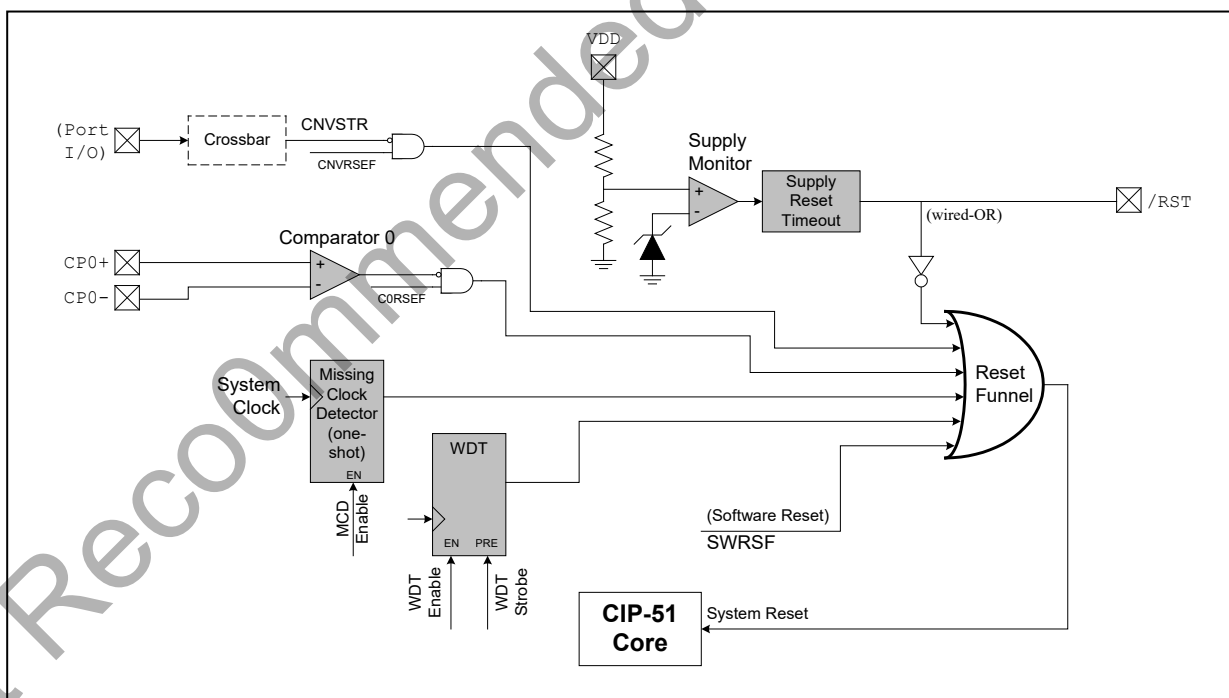 VDD
(Port
I/O)
Crossbar
CNVSTR
CNVRSEF
Supply
Monitor
+
-
Supply
Reset
Timeout
(wired-OR)
/RST
Comparator 0
CP0+
CP0-
+
-
C0RSEF
System
Clock
Missing
Clock
Detector
(one-
shot)
EN
MCD
Enable
WDT
EN PRE
WDT
Enable
WDT
Strobe
Reset
Funnel
(Software Reset)
SWRSF
CIP-51
Core
System Reset
t Rec0mmended